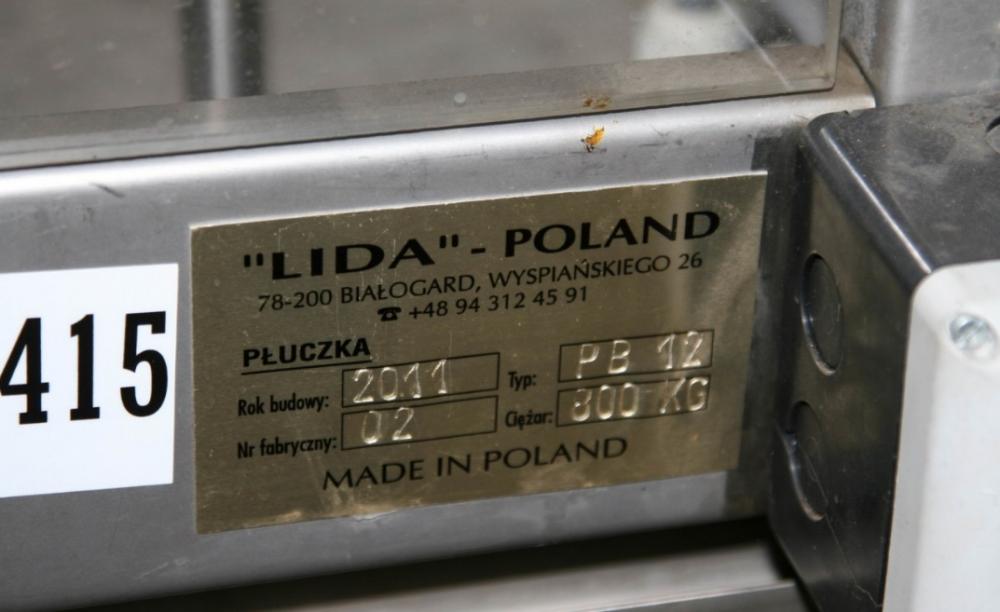 415
"LIDA" - POLAND
78-200 BIAŁOGARD, WYSPIAŃSKIEGO 26
☎ +48 94 312 45 91
PŁUCZKA
Rok budowy: 2011 Typ: PB 12
Nr fabryczny: 02 Ciężar: 800 KG
MADE IN POLAND